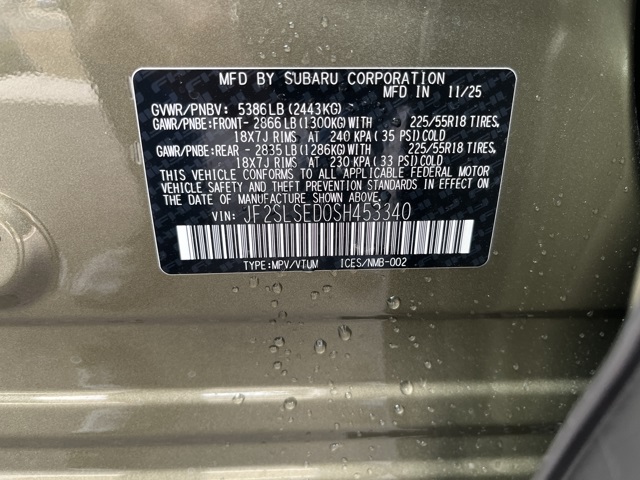 MFD BY SUBARU CORPORATION
MFD IN 11/25
GVWR/PNBV: 5386LB (2443KG)
GAWR/PNBE:FRONT- 2866LB (1300KG)WITH 225/55R18 TIRES,
18X7J RIMS AT 240 KPA (35 PSI)COLD
GAWR/PNBE:REAR - 2835LB (1286KG)WITH 225/55R18 TIRES,
18X7J RIMS AT 230 KPA (33 PSI)COLD
THIS VEHICLE CONFORMS TO ALL APPLICABLE FEDERAL MOTOR
VEHICLE SAFETY AND THEFT PREVENTION STANDARDS IN EFFECT ON
THE DATE OF MANUFACTURE SHOWN ABOVE.
VIN: JF2SLSED0SH453340
TYPE:MPV/VTUM ICES/NMB-002